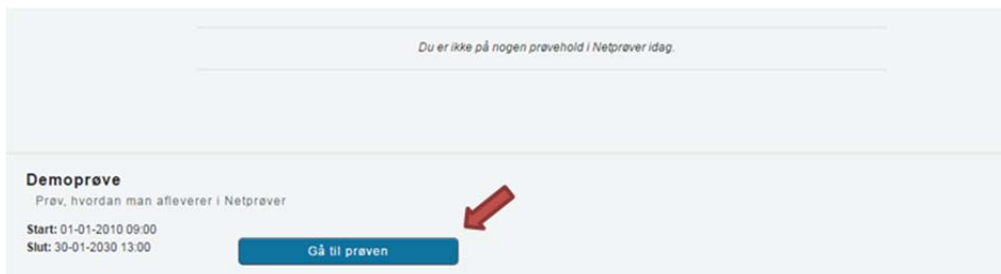 Du er ikke på nogen prøvehold i Netprøver idag.
Demoprøve
Prøv, hvordan man afleverer i Netprøver
Start: 01-01-2010 09:00
Slut: 30-01-2030 13:00
Gå til prøven